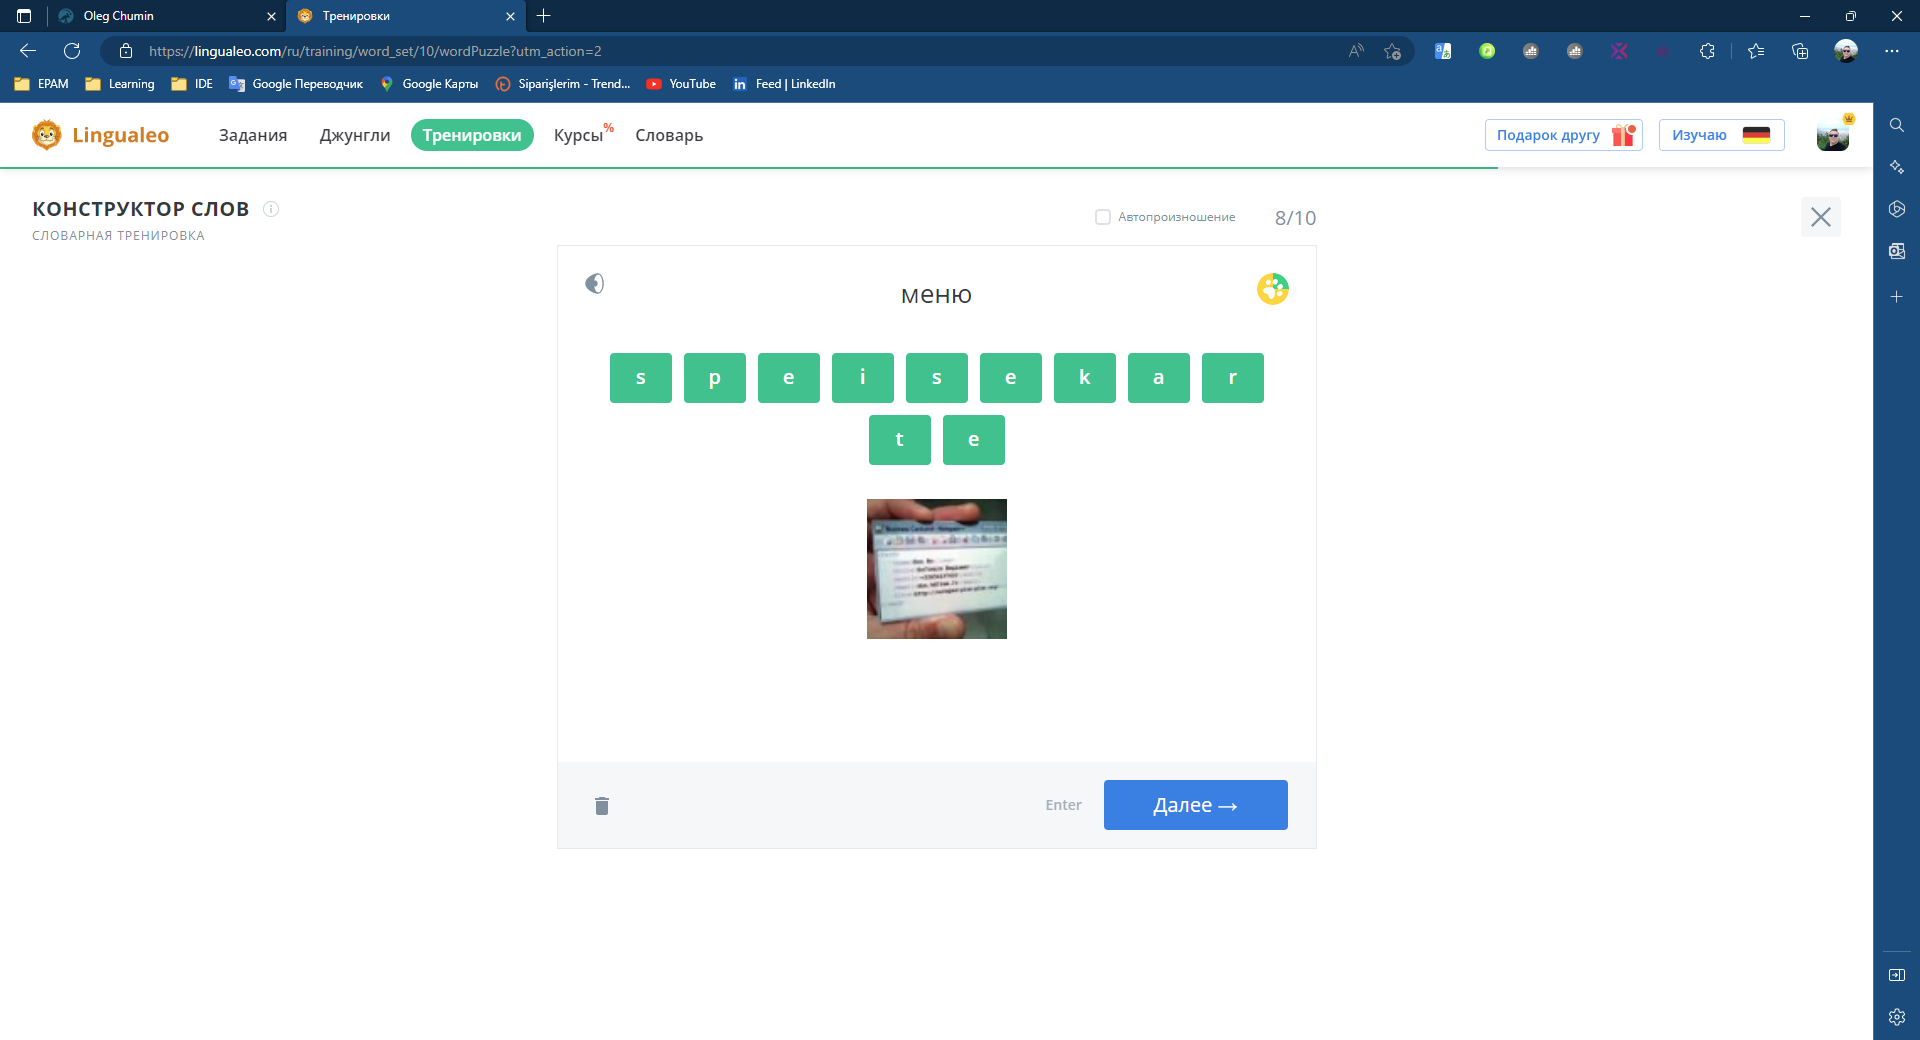 Oleg Chumin
Тренировки
https://lingualeo.com/ru/training/word_set/10/wordPuzzle?utm_action=2
EPAM
Learning
IDE
Google Переводчик
Google Карты
Siparişlerim - Trend...
YouTube
Feed | LinkedIn
Lingualeo
Задания
Джунгли
Тренировки
Курсы%
Словарь
Подарок другу
Изучаю
КОНСТРУКТОР СЛОВ
СЛОВАРНАЯ ТРЕНИРОВКА
Автопроизношение
8/10
меню
s p e i s e k a r
t e
Enter
Далее →